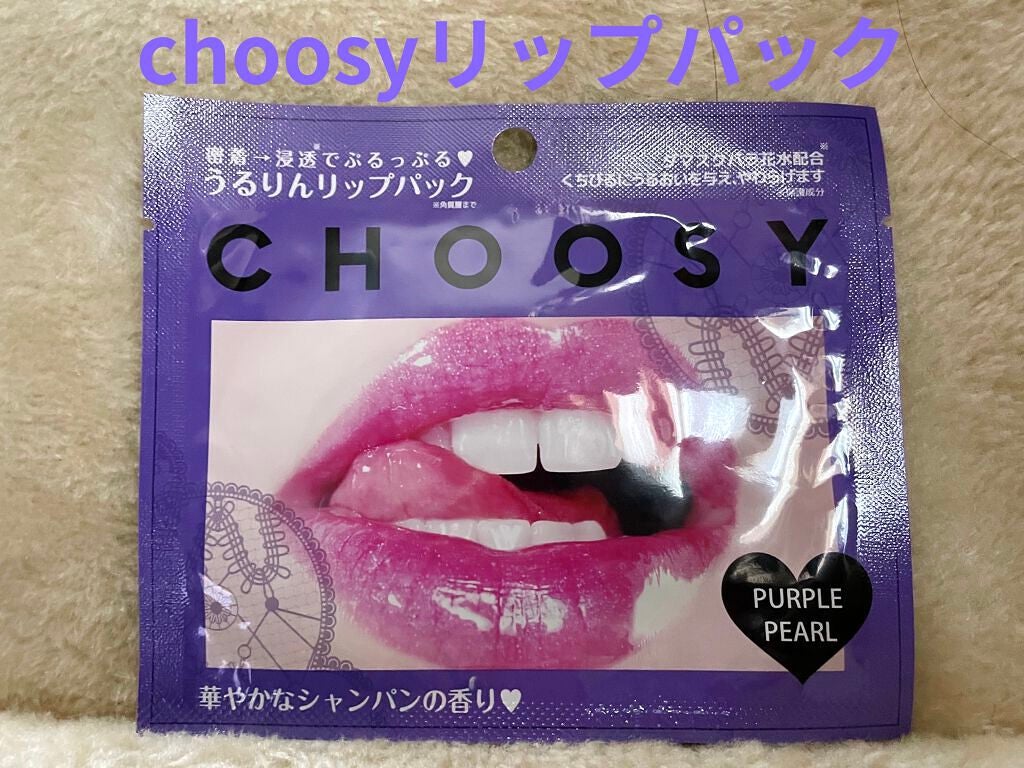 choosyリップパック
密着→浸透※でぷるっぷる♥
うるりんリップパック
※角質層まで
ダマスクバラ花水※配合
くちびるにうるおいを与え、やわらげます
※保護成分
CHOOSY
PURPLE
PEARL
華やかなシャンパンの香り♥